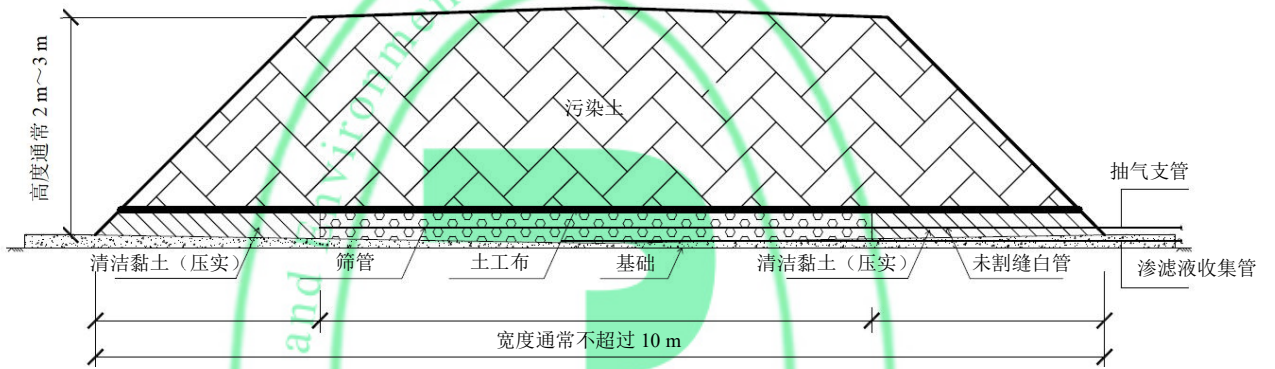 高度通常 2 m～3 m
污染土
抽气支管
清洁黏土（压实）
筛管
土工布
基础
清洁黏土（压实）
未割缝白管
渗滤液收集管
宽度通常不超过 10 m
and Environmen